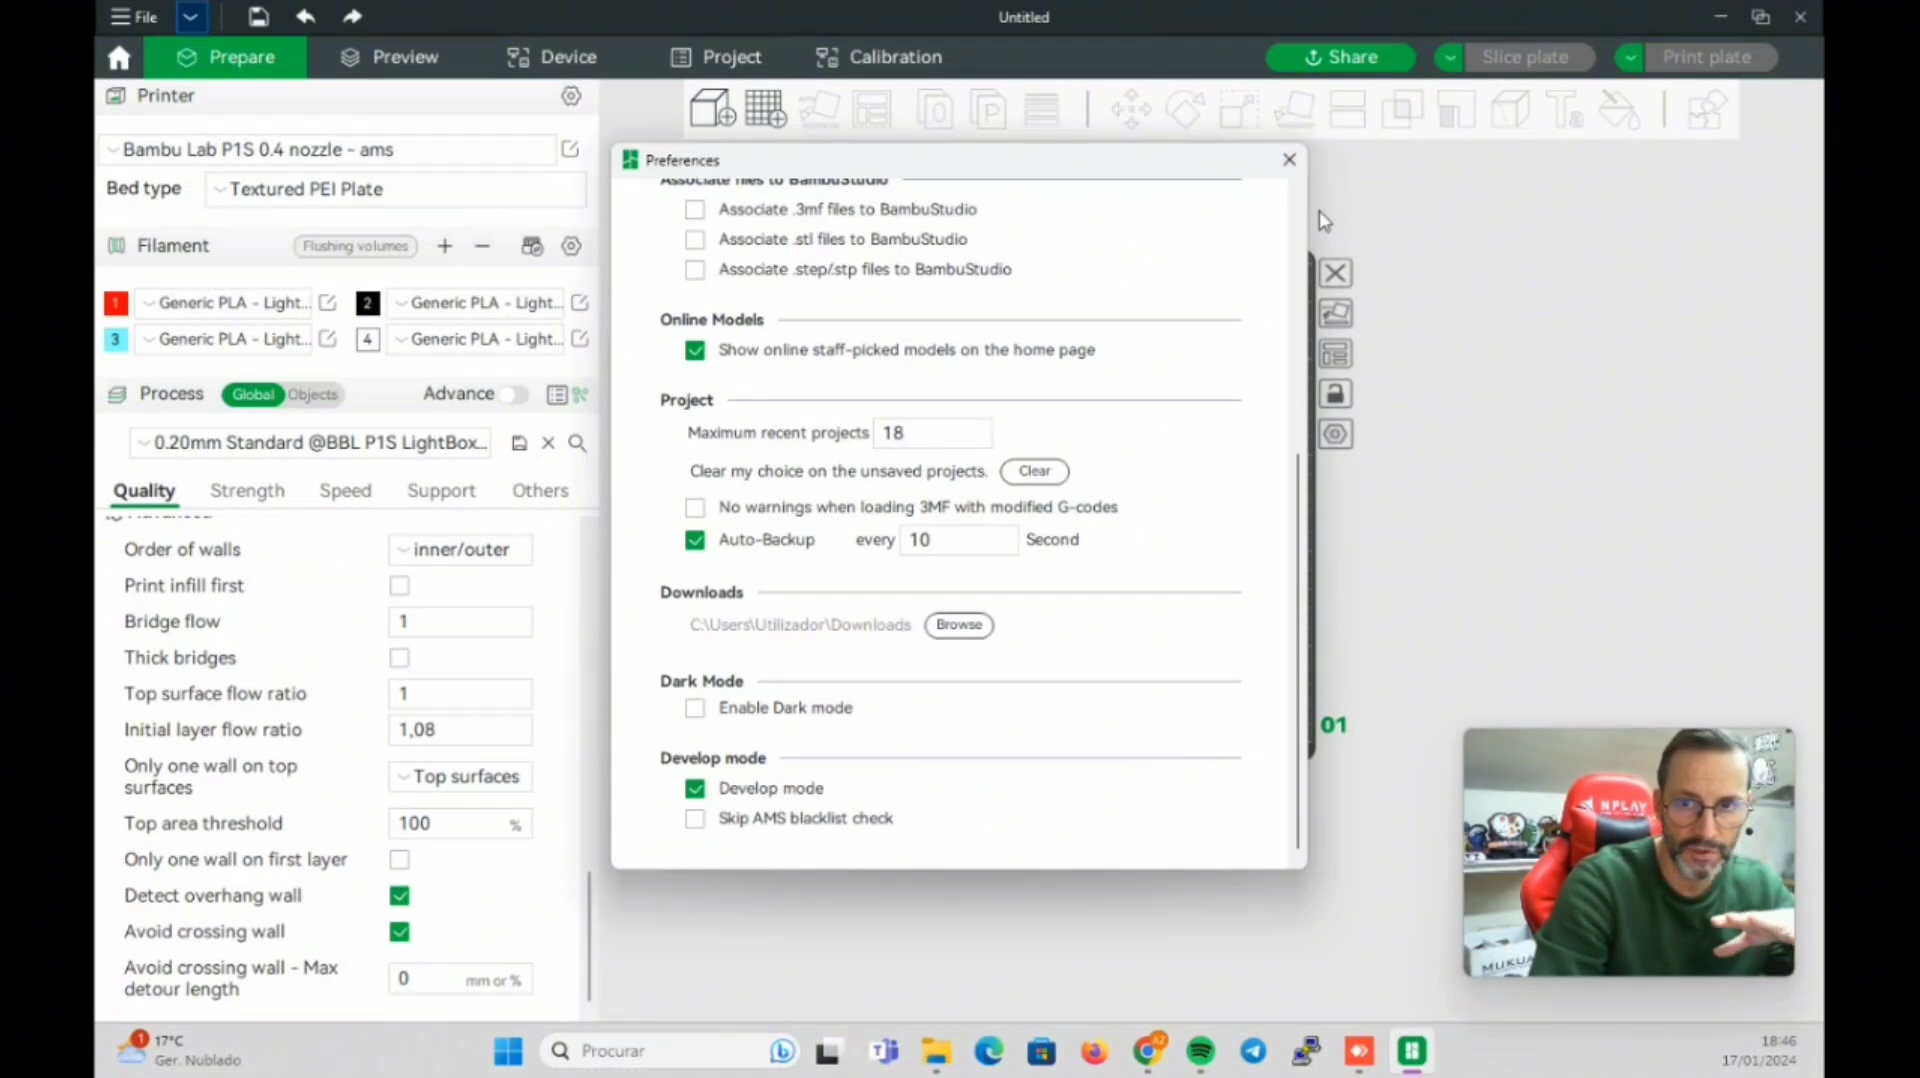 File
Untitled
Prepare
Preview
Device
Project
Calibration
Share
Slice plate
Print plate
Printer
Bambu Lab P1S 0.4 nozzle - ams
Bed type
Textured PEI Plate
Filament
Flushing volumes
1
Generic PLA - Light...
2
Generic PLA - Light...
3
Generic PLA - Light...
4
Generic PLA - Light...
Process
Global
Objects
Advance
0.20mm Standard @BBL P1S LightBox...
Quality
Strength
Speed
Support
Others
Advanced
Order of walls
inner/outer
Print infill first
Bridge flow
1
Thick bridges
Top surface flow ratio
1
Initial layer flow ratio
1,08
Only one wall on top
surfaces
Top surfaces
Top area threshold
100 %
Only one wall on first layer
Detect overhang wall
Avoid crossing wall
Avoid crossing wall - Max
detour length
0 mm or %
Preferences
Associate files to BambuStudio
Associate .3mf files to BambuStudio
Associate .stl files to BambuStudio
Associate .step/.stp files to BambuStudio
Online Models
Show online staff-picked models on the home page
Project
Maximum recent projects 18
Clear my choice on the unsaved projects. Clear
No warnings when loading 3MF with modified G-codes
Auto-Backup every 10 Second
Downloads
C:\Users\Utilizador\Downloads Browse
Dark Mode
Enable Dark mode
Develop mode
Develop mode
Skip AMS blacklist check
01
NPLAY
MUKUA
1
17°C
Ger. Nublado
Procurar
18:46
17/01/2024